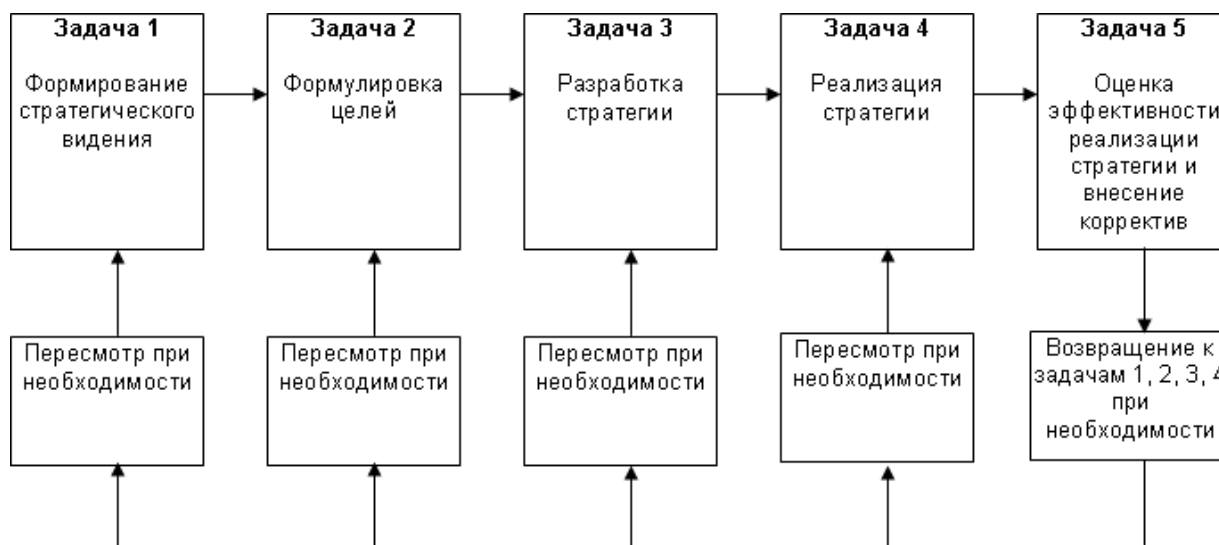 Задача 1
Формирование
стратегического
видения
Задача 2
Формулировка
целей
Задача 3
Разработка
стратегии
Задача 4
Реализация
стратегии
Задача 5
Оценка
эффективности
реализации
стратегии и
внесение
корректив
Пересмотр при
необходимости
Пересмотр при
необходимости
Пересмотр при
необходимости
Пересмотр при
необходимости
Возвращение к
задачам 1, 2, 3, 4
при
необходимости